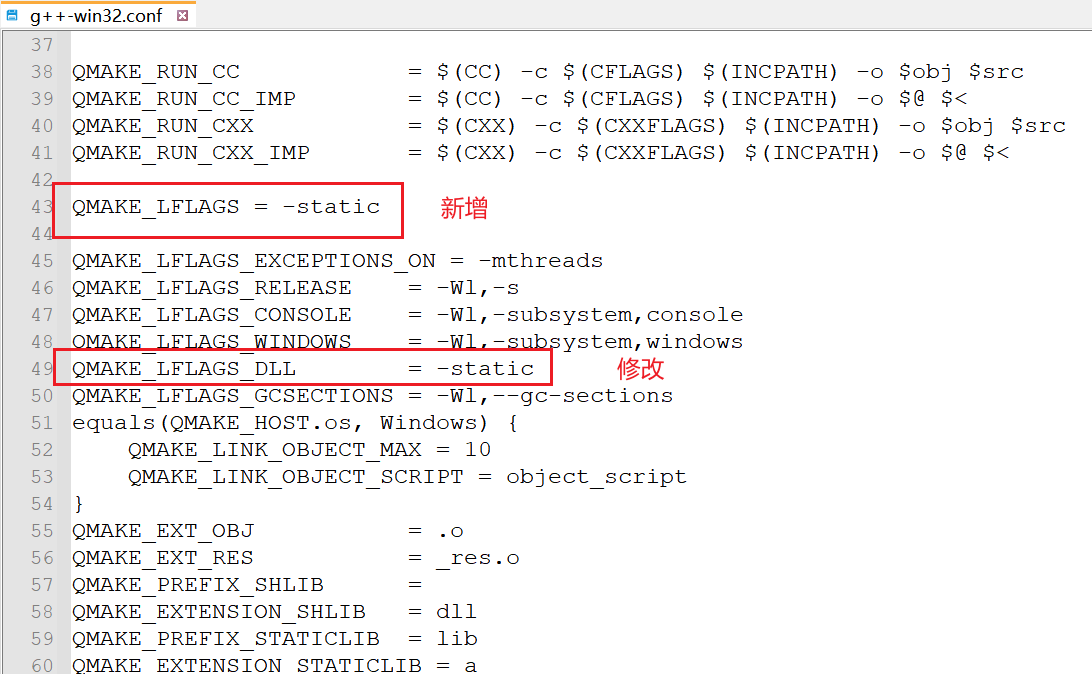 g++-win32.conf
37
38 QMAKE_RUN_CC = $(CC) -c $(CFLAGS) $(INCPATH) -o $obj $src
39 QMAKE_RUN_CC_IMP = $(CC) -c $(CFLAGS) $(INCPATH) -o $@ $<
40 QMAKE_RUN_CXX = $(CXX) -c $(CXXFLAGS) $(INCPATH) -o $obj $src
41 QMAKE_RUN_CXX_IMP = $(CXX) -c $(CXXFLAGS) $(INCPATH) -o $@ $<
42
43 QMAKE_LFLAGS = -static 新增
44
45 QMAKE_LFLAGS_EXCEPTIONS_ON = -mthreads
46 QMAKE_LFLAGS_RELEASE = -Wl,-s
47 QMAKE_LFLAGS_CONSOLE = -Wl,-subsystem,console
48 QMAKE_LFLAGS_WINDOWS = -Wl,-subsystem,windows
49 QMAKE_LFLAGS_DLL = -static 修改
50 QMAKE_LFLAGS_GCSECTIONS = -Wl,--gc-sections
51 equals(QMAKE_HOST.os, Windows) {
52 QMAKE_LINK_OBJECT_MAX = 10
53 QMAKE_LINK_OBJECT_SCRIPT = object_script
54 }
55 QMAKE_EXT_OBJ = .o
56 QMAKE_EXT_RES = _res.o
57 QMAKE_PREFIX_SHLIB =
58 QMAKE_EXTENSION_SHLIB = dll
59 QMAKE_PREFIX_STATICLIB = lib
60 QMAKE_EXTENSION_STATICLIB = a